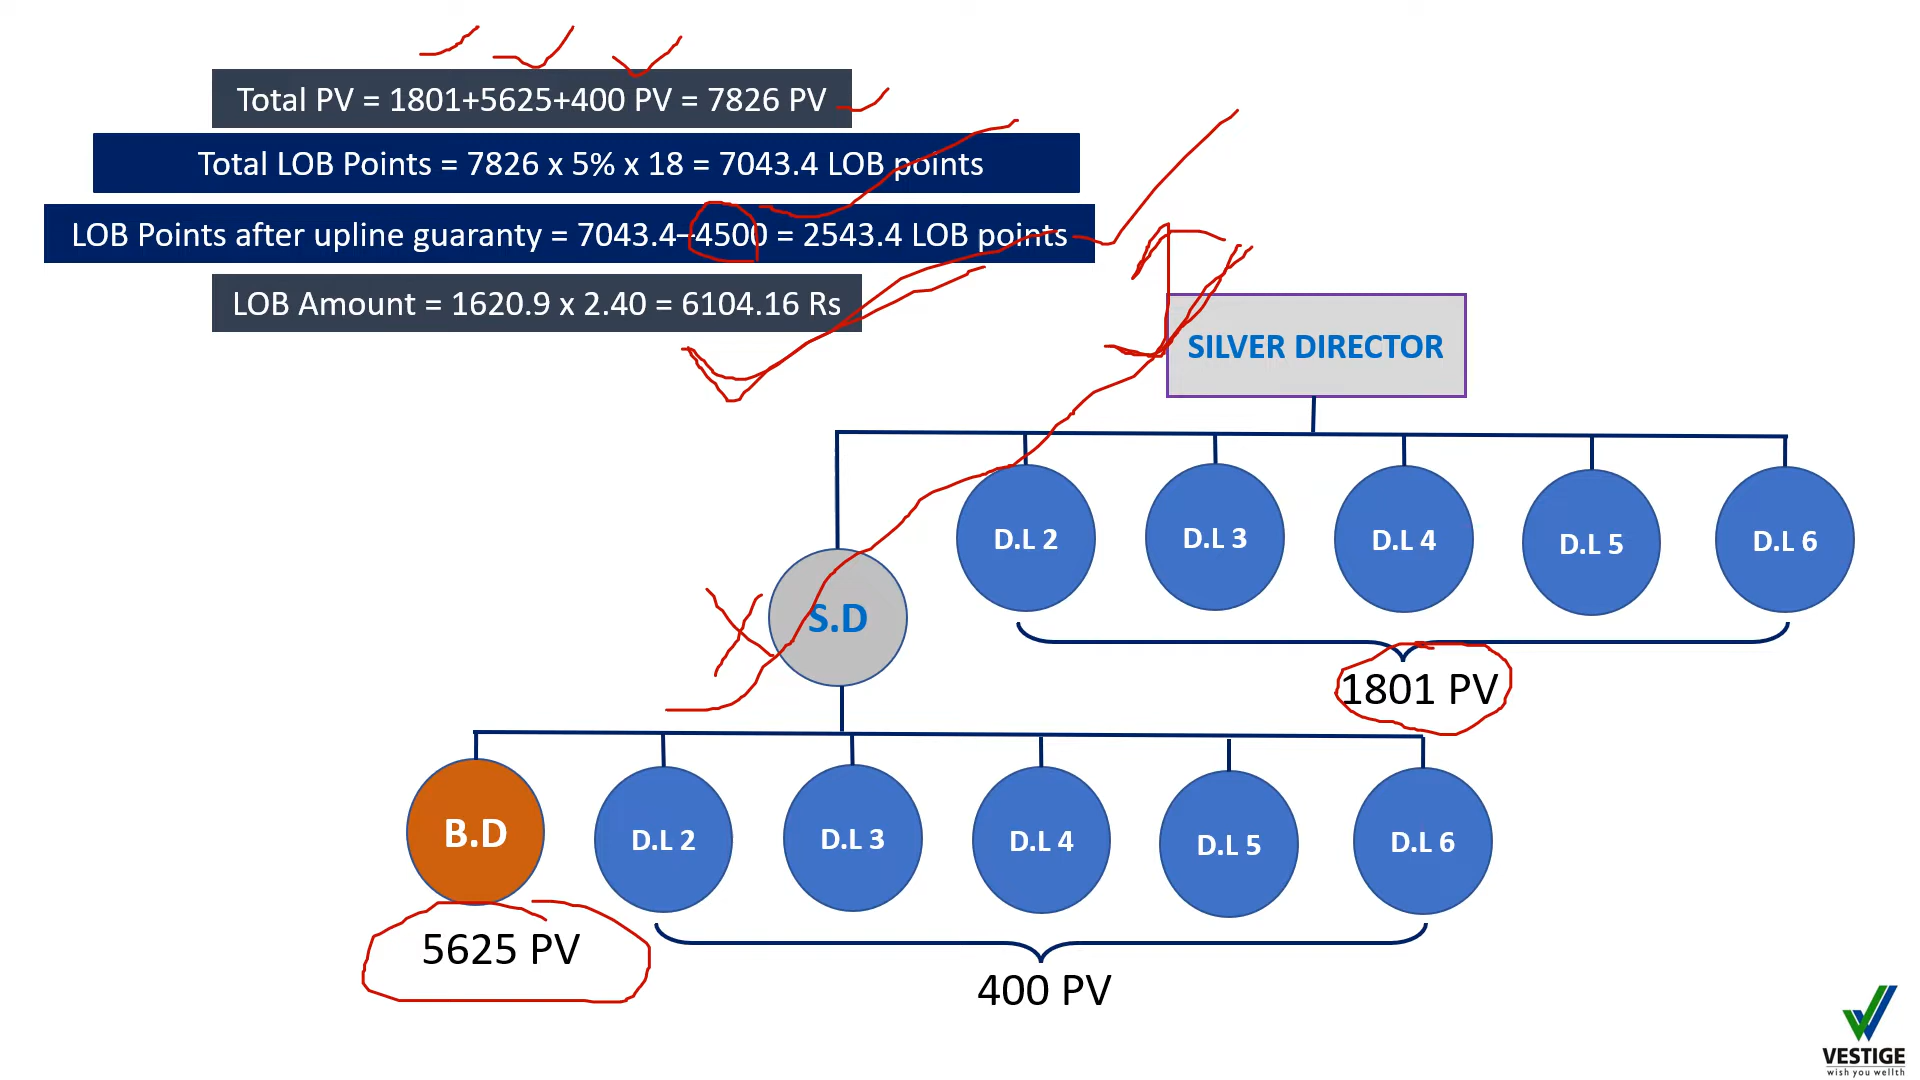 Total PV = 1801+5625+400 PV = 7826 PV
Total LOB Points = 7826 x 5% x 18 = 7043.4 LOB points
LOB Points after upline guaranty = 7043.4–4500 = 2543.4 LOB points
LOB Amount = 1620.9 x 2.40 = 6104.16 Rs
SILVER DIRECTOR
D.L 2
D.L 3
D.L 4
D.L 5
D.L 6
S.D
1801 PV
B.D
D.L 2
D.L 3
D.L 4
D.L 5
D.L 6
5625 PV
400 PV
VESTIGE
wish you wellth